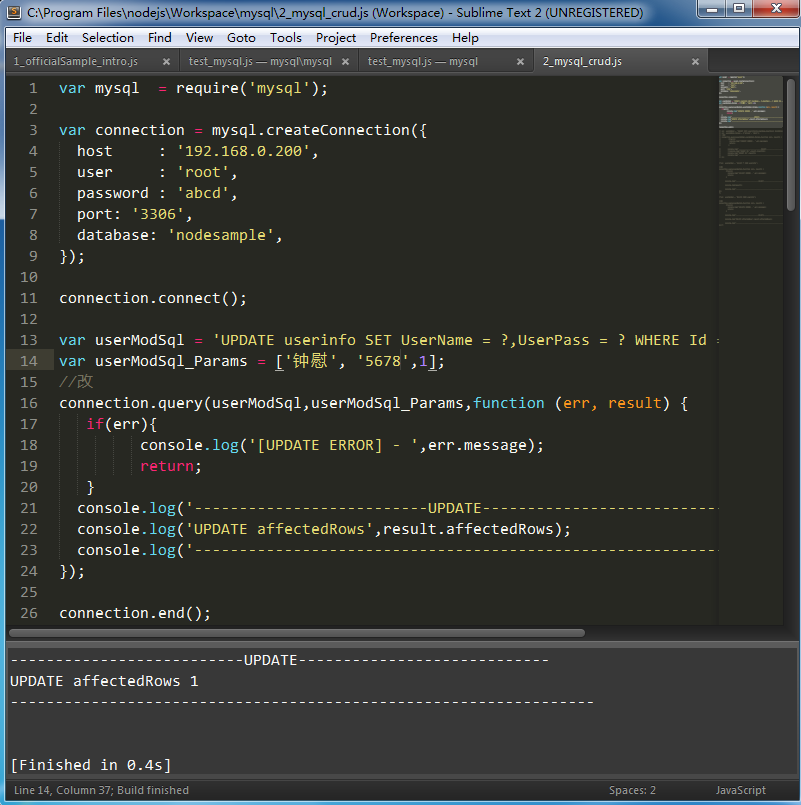 C:\Program Files\nodejs\Workspace\mysql\2_mysql_crud.js (Workspace) - Sublime Text 2 (UNREGISTERED)
File Edit Selection Find View Goto Tools Project Preferences Help
1_officialSample_intro.js × test_mysql.js — mysql\mysql × test_mysql.js — mysql × 2_mysql_crud.js ×
1 var mysql  = require('mysql');
2
3 var connection = mysql.createConnection({
4   host     : '192.168.0.200',
5   user     : 'root',
6   password : 'abcd',
7   port: '3306',
8   database: 'nodesample',
9 });
10
11 connection.connect();
12
13 var userModSql = 'UPDATE userinfo SET UserName = ?,UserPass = ? WHERE Id =
14 var userModSql_Params = ['钟慰', '5678',1];
15 //改
16 connection.query(userModSql,userModSql_Params,function (err, result) {
17    if(err){
18          console.log('[UPDATE ERROR] - ',err.message);
19          return;
20    }
21   console.log('--------------------------UPDATE--------------------------
22   console.log('UPDATE affectedRows',result.affectedRows);
23   console.log('----------------------------------------------------------
24 });
25
26 connection.end();
--------------------------UPDATE----------------------------
UPDATE affectedRows 1
-----------------------------------------------------------------
[Finished in 0.4s]
Line 14, Column 37; Build finished Spaces: 2 JavaScript